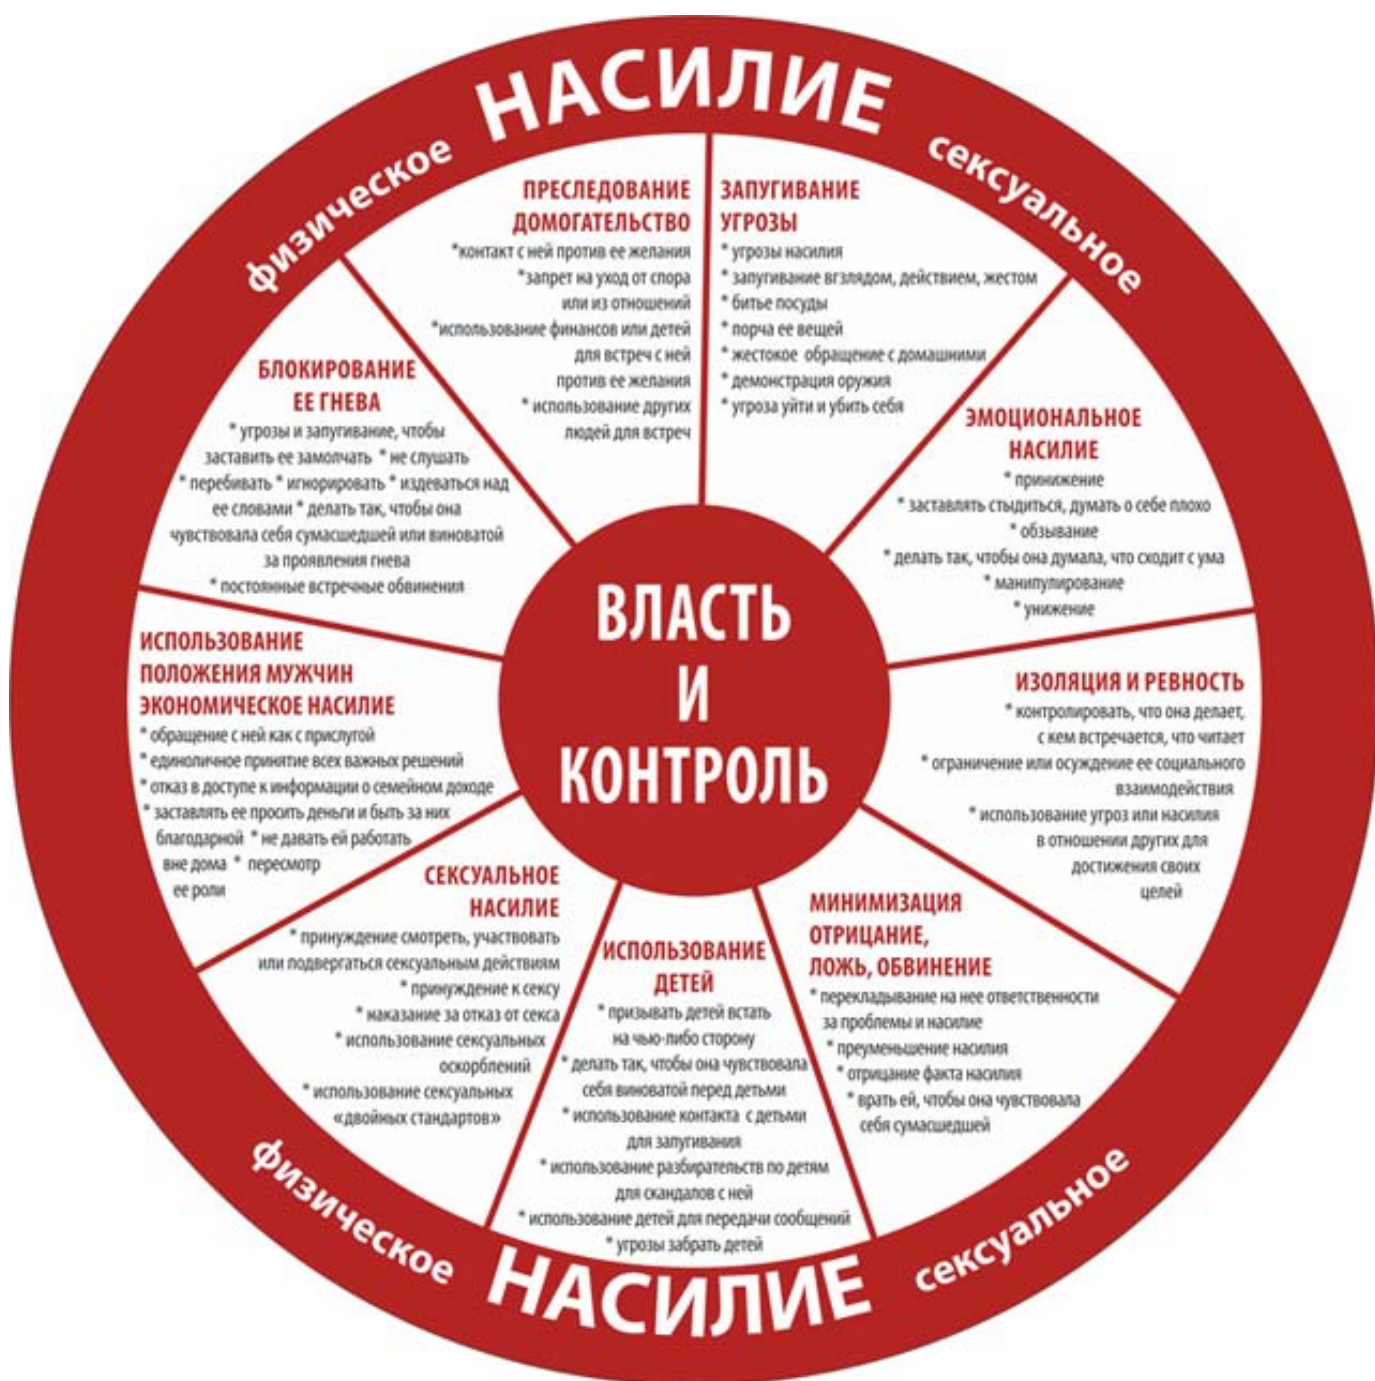 НАСИЛИЕ
физическое
сексуальное
ПРЕСЛЕДОВАНИЕ
ДОМОГАТЕЛЬСТВО
*контакт с ней против ее желания
*запрет на уход от спора
или из отношений
*использование финансов или детей
для встреч с ней
против ее желания
* использование других
людей для встреч
ЗАПУГИВАНИЕ
УГРОЗЫ
* угрозы насилия
* запугивание вгзлядом, действием, жестом
* битье посуды
* порча ее вещей
* жестокое обращение с домашними
* демонстрация оружия
* угроза уйти и убить себя
ЭМОЦИОНАЛЬНОЕ
НАСИЛИЕ
* принижение
* заставлять стыдиться, думать о себе плохо
* обзывание
* делать так, чтобы она думала, что сходит с ума
* манипулирование
* унижение
ИЗОЛЯЦИЯ И РЕВНОСТЬ
* контролировать, что она делает,
с кем встречается, что читает
* ограничение или осуждение ее социального
взаимодействия
* использование угроз или насилия
в отношении других для
достижения своих
целей
МИНИМИЗАЦИЯ
ОТРИЦАНИЕ,
ЛОЖЬ, ОБВИНЕНИЕ
* перекладывание на нее ответственности
за проблемы и насилие
* преуменьшение насилия
* отрицание факта насилия
* врать ей, чтобы она чувствовала
себя сумасшедшей
ИСПОЛЬЗОВАНИЕ
ДЕТЕЙ
* призывать детей встать
на чью-либо сторону
* делать так, чтобы она чувствовала
себя виноватой перед детьми
* использование контакта с детьми
для запугивания
* использование разбирательств по детям
для скандалов с ней
* использование детей для передачи сообщений
* угрозы забрать детей
СЕКСУАЛЬНОЕ
НАСИЛИЕ
* принуждение смотреть, участвовать
или подвергаться сексуальным действиям
* принуждение к сексу
* наказание за отказ от секса
* использование сексуальных
оскорблений
* использование сексуальных
«двойных стандартов»
ИСПОЛЬЗОВАНИЕ
ПОЛОЖЕНИЯ МУЖЧИН
ЭКОНОМИЧЕСКОЕ НАСИЛИЕ
* обращение с ней как с прислугой
* единоличное принятие всех важных решений
* отказ в доступе к информации о семейном доходе
* заставлять ее просить деньги и быть за них
благодарной * не давать ей работать
вне дома * пересмотр
ее роли
БЛОКИРОВАНИЕ
ЕЕ ГНЕВА
* угрозы и запугивание, чтобы
заставить ее замолчать * не слушать
* перебивать * игнорировать * издеваться над
ее словами * делать так, чтобы она
чувствовала себя сумасшедшей или виноватой
за проявления гнева
* постоянные встречные обвинения
ВЛАСТЬ
И
КОНТРОЛЬ
физическое
НАСИЛИЕ
сексуальное